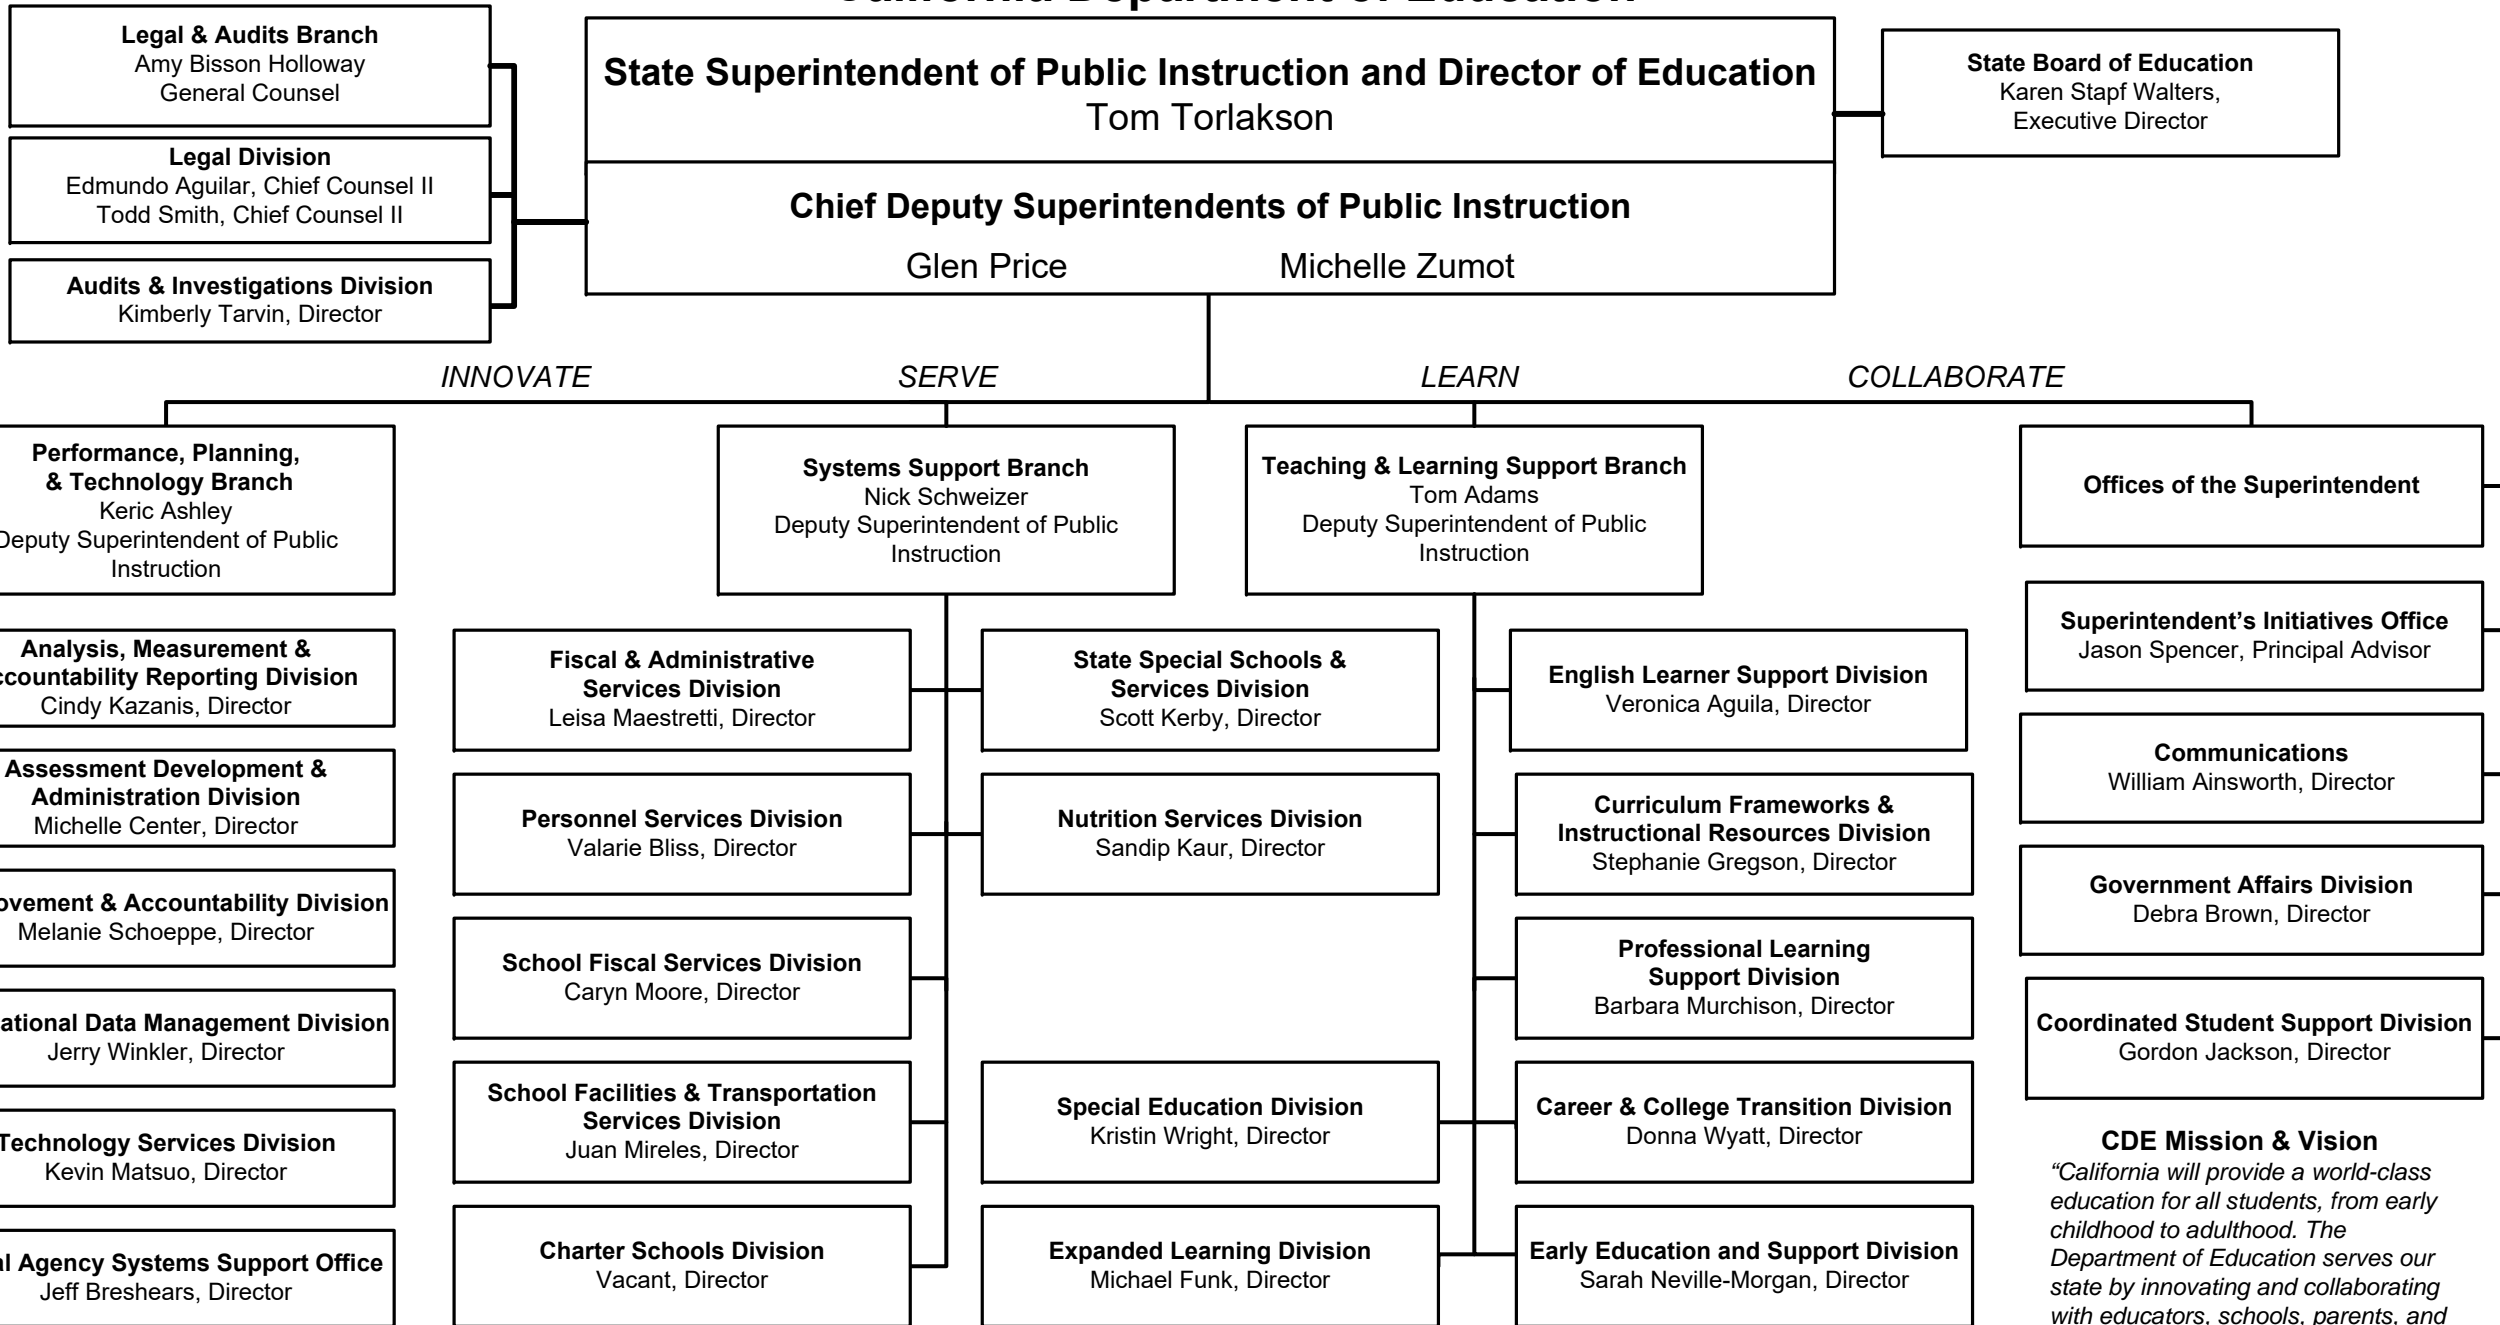 California Department of Education
Legal & Audits Branch
Amy Bisson Holloway
General Counsel
Legal Division
Edmundo Aguilar, Chief Counsel II
Todd Smith, Chief Counsel II
Audits & Investigations Division
Kimberly Tarvin, Director
State Superintendent of Public Instruction and Director of Education
Tom Torlakson
Chief Deputy Superintendents of Public Instruction
Glen Price Michelle Zumot
State Board of Education
Karen Stapf Walters,
Executive Director
INNOVATE SERVE LEARN COLLABORATE
Performance, Planning,
& Technology Branch
Keric Ashley
Deputy Superintendent of Public
Instruction
Analysis, Measurement &
ccountability Reporting Division
Cindy Kazanis, Director
Assessment Development &
Administration Division
Michelle Center, Director
ovement & Accountability Division
Melanie Schoeppe, Director
ational Data Management Division
Jerry Winkler, Director
Technology Services Division
Kevin Matsuo, Director
al Agency Systems Support Office
Jeff Breshears, Director
Systems Support Branch
Nick Schweizer
Deputy Superintendent of Public
Instruction
Fiscal & Administrative
Services Division
Leisa Maestretti, Director
Personnel Services Division
Valarie Bliss, Director
School Fiscal Services Division
Caryn Moore, Director
School Facilities & Transportation
Services Division
Juan Mireles, Director
Charter Schools Division
Vacant, Director
State Special Schools &
Services Division
Scott Kerby, Director
Nutrition Services Division
Sandip Kaur, Director
Teaching & Learning Support Branch
Tom Adams
Deputy Superintendent of Public
Instruction
Special Education Division
Kristin Wright, Director
Expanded Learning Division
Michael Funk, Director
English Learner Support Division
Veronica Aguila, Director
Curriculum Frameworks &
Instructional Resources Division
Stephanie Gregson, Director
Professional Learning
Support Division
Barbara Murchison, Director
Career & College Transition Division
Donna Wyatt, Director
Early Education and Support Division
Sarah Neville-Morgan, Director
Offices of the Superintendent
Superintendent’s Initiatives Office
Jason Spencer, Principal Advisor
Communications
William Ainsworth, Director
Government Affairs Division
Debra Brown, Director
Coordinated Student Support Division
Gordon Jackson, Director
CDE Mission & Vision
“California will provide a world-class
education for all students, from early
childhood to adulthood. The
Department of Education serves our
state by innovating and collaborating
with educators, schools, parents, and